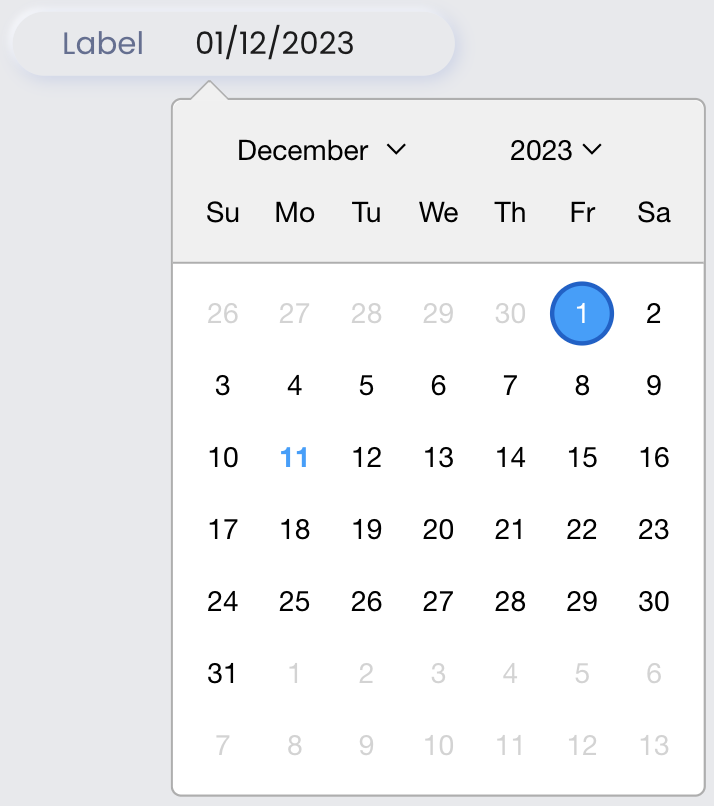 Label 01/12/2023
December 2023
Su Mo Tu We Th Fr Sa
26 27 28 29 30 1 2
3 4 5 6 7 8 9
10 11 12 13 14 15 16
17 18 19 20 21 22 23
24 25 26 27 28 29 30
31 1 2 3 4 5 6
7 8 9 10 11 12 13